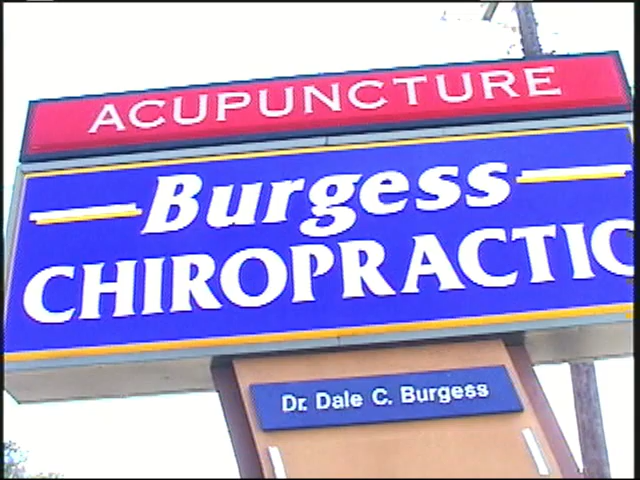 ACUPUNCTURE
Burgess
CHIROPRACTIC
Dr. Dale C. Burgess